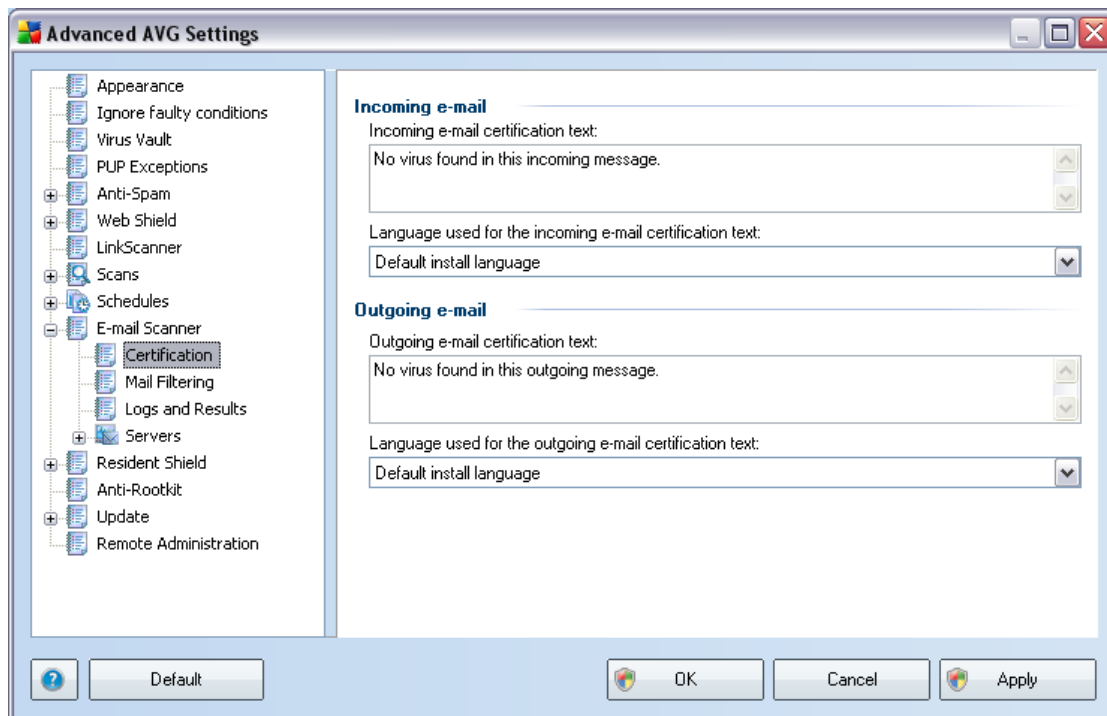 Advanced AVG Settings
Appearance
Ignore faulty conditions
Virus Vault
PUP Exceptions
Anti-Spam
Web Shield
LinkScanner
Scans
Schedules
E-mail Scanner
Certification
Mail Filtering
Logs and Results
Servers
Resident Shield
Anti-Rootkit
Update
Remote Administration
Incoming e-mail
Incoming e-mail certification text:
No virus found in this incoming message.
Language used for the incoming e-mail certification text:
Default install language
Outgoing e-mail
Outgoing e-mail certification text:
No virus found in this outgoing message.
Language used for the outgoing e-mail certification text:
Default install language
? Default OK Cancel Apply